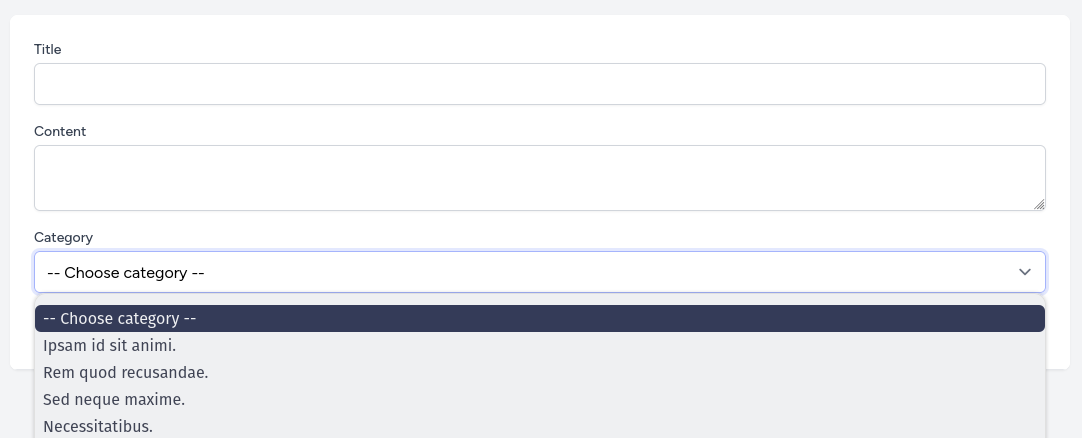 Title
Content
Category
-- Choose category --
-- Choose category --
Ipsam id sit animi.
Rem quod recusandae.
Sed neque maxime.
Necessitatibus.